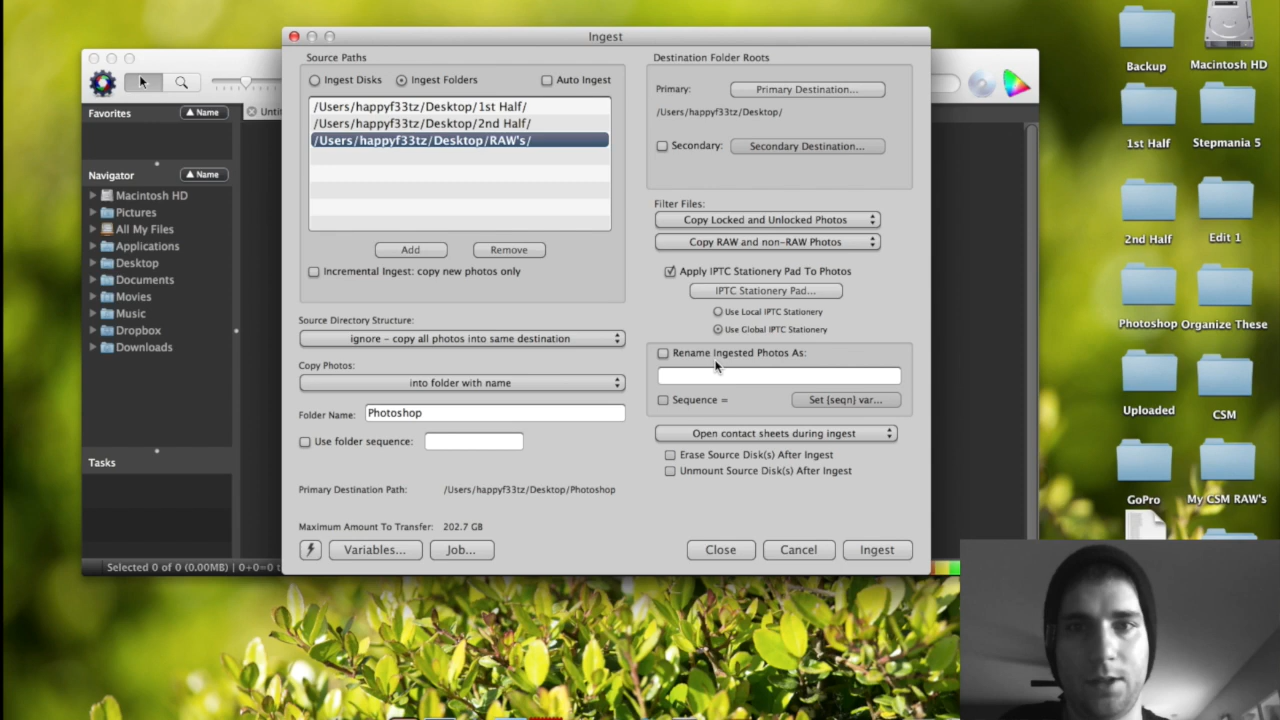 Ingest
Source Paths
Ingest Disks
Ingest Folders
Auto Ingest
/Users/happyf33tz/Desktop/1st Half/
/Users/happyf33tz/Desktop/2nd Half/
/Users/happyf33tz/Desktop/RAW's/
Add
Remove
Incremental Ingest: copy new photos only
Source Directory Structure:
ignore - copy all photos into same destination
Copy Photos:
into folder with name
Folder Name:
Photoshop
Use folder sequence:
Primary Destination Path:
/Users/happyf33tz/Desktop/Photoshop
Maximum Amount To Transfer:
202.7 GB
Variables...
Job...
Close
Cancel
Ingest
Destination Folder Roots
Primary:
Primary Destination...
/Users/happyf33tz/Desktop/
Secondary:
Secondary Destination...
Filter Files:
Copy Locked and Unlocked Photos
Copy RAW and non-RAW Photos
Apply IPTC Stationery Pad To Photos
IPTC Stationery Pad...
Use Local IPTC Stationery
Use Global IPTC Stationery
Rename Ingested Photos As:
Sequence =
Set {seqn} var...
Open contact sheets during ingest
Erase Source Disk(s) After Ingest
Unmount Source Disk(s) After Ingest
Favorites
Name
Untit
Navigator
Name
Macintosh HD
Pictures
All My Files
Applications
Desktop
Documents
Movies
Music
Dropbox
Downloads
Tasks
Selected 0 of 0 (0.00MB) | 0+0=0 t
Backup
Macintosh HD
1st Half
Stepmania 5
2nd Half
Edit 1
Photoshop
Organize These
Uploaded
CSM
GoPro
My CSM RAW's